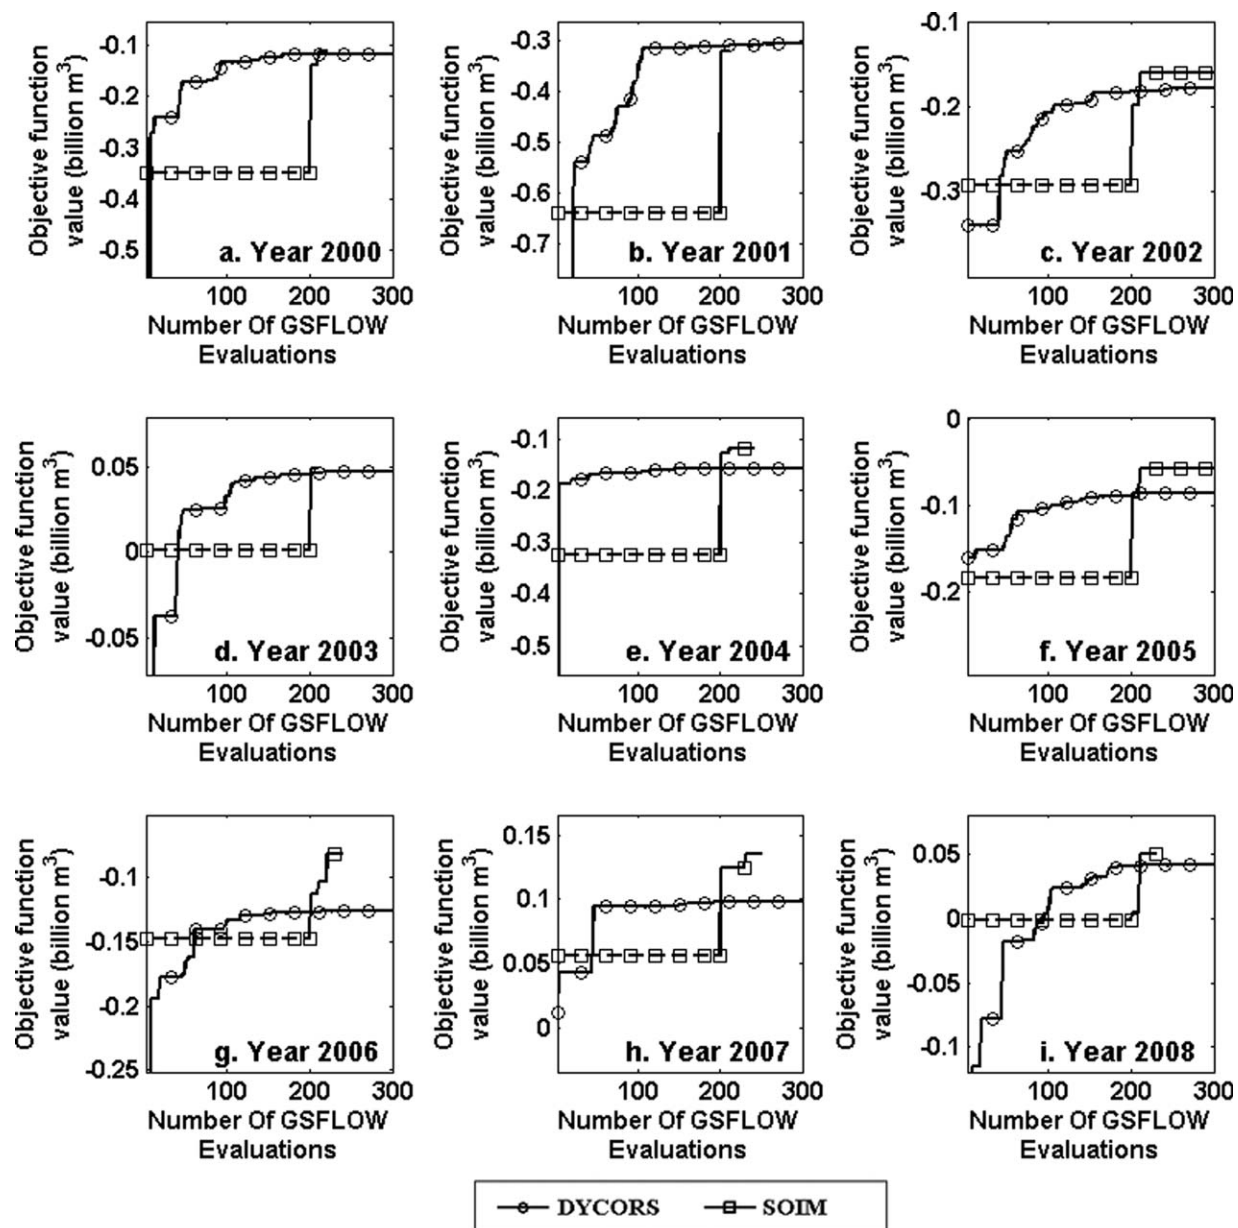 Objective function
value (billion m³)
-0.1
-0.2
-0.3
-0.4
-0.5
a. Year 2000
100 200 300
Number Of GSFLOW
Evaluations
Objective function
value (billion m³)
-0.3
-0.4
-0.5
-0.6
-0.7
b. Year 2001
100 200 300
Number Of GSFLOW
Evaluations
Objective function
value (billion m³)
-0.1
-0.2
-0.3
c. Year 2002
100 200 300
Number Of GSFLOW
Evaluations
Objective function
value (billion m³)
0.05
0
-0.05
d. Year 2003
100 200 300
Number Of GSFLOW
Evaluations
Objective function
value (billion m³)
-0.1
-0.2
-0.3
-0.4
-0.5
e. Year 2004
100 200 300
Number Of GSFLOW
Evaluations
Objective function
value (billion m³)
0
-0.1
-0.2
f. Year 2005
100 200 300
Number Of GSFLOW
Evaluations
Objective function
value (billion m³)
-0.1
-0.15
-0.2
-0.25
g. Year 2006
100 200 300
Number Of GSFLOW
Evaluations
Objective function
value (billion m³)
0.15
0.1
0.05
0
h. Year 2007
100 200 300
Number Of GSFLOW
Evaluations
Objective function
value (billion m³)
0.05
0
-0.05
-0.1
i. Year 2008
100 200 300
Number Of GSFLOW
Evaluations
DYCORS SOIM